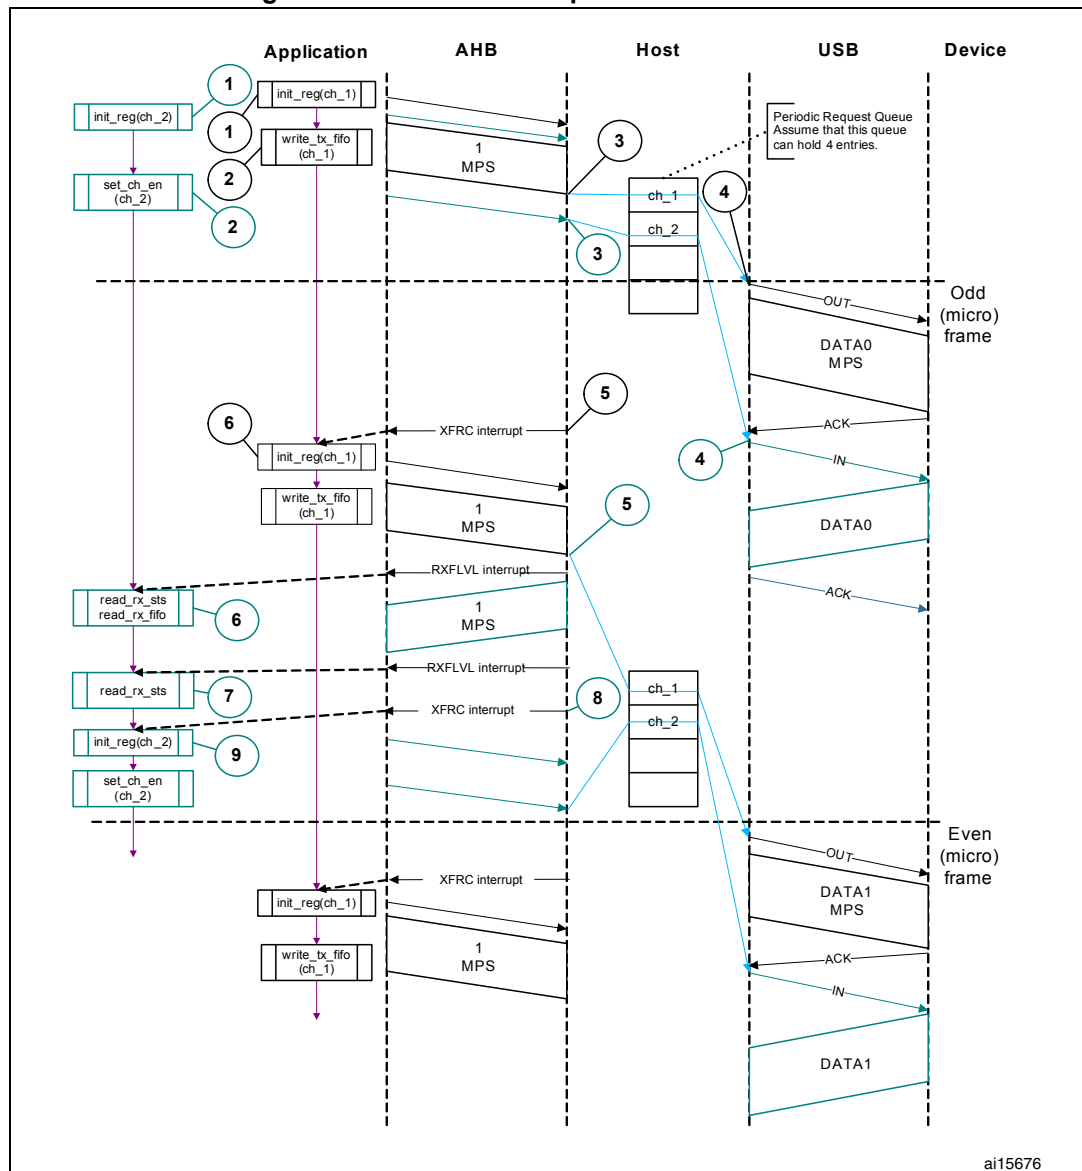 Application
AHB
Host
USB
Device
1
init_reg(ch_1)
init_reg(ch_2)
1
Periodic Request Queue
Assume that this queue
can hold 4 entries.
write_tx_fifo
(ch_1)
1
MPS
3
2
set_ch_en
(ch_2)
4
ch_1
2
ch_2
3
Odd
(micro)
frame
OUT
DATA0
MPS
5
6
XFRC interrupt
ACK
init_reg(ch_1)
4
IN
write_tx_fifo
(ch_1)
1
MPS
5
DATA0
RXFLVL interrupt
ACK
read_rx_sts
read_rx_fifo
6
1
MPS
RXFLVL interrupt
read_rx_sts
7
8
ch_1
XFRC interrupt
ch_2
init_reg(ch_2)
9
set_ch_en
(ch_2)
Even
(micro)
frame
OUT
XFRC interrupt
init_reg(ch_1)
DATA1
MPS
write_tx_fifo
(ch_1)
1
MPS
ACK
IN
DATA1
ai15676